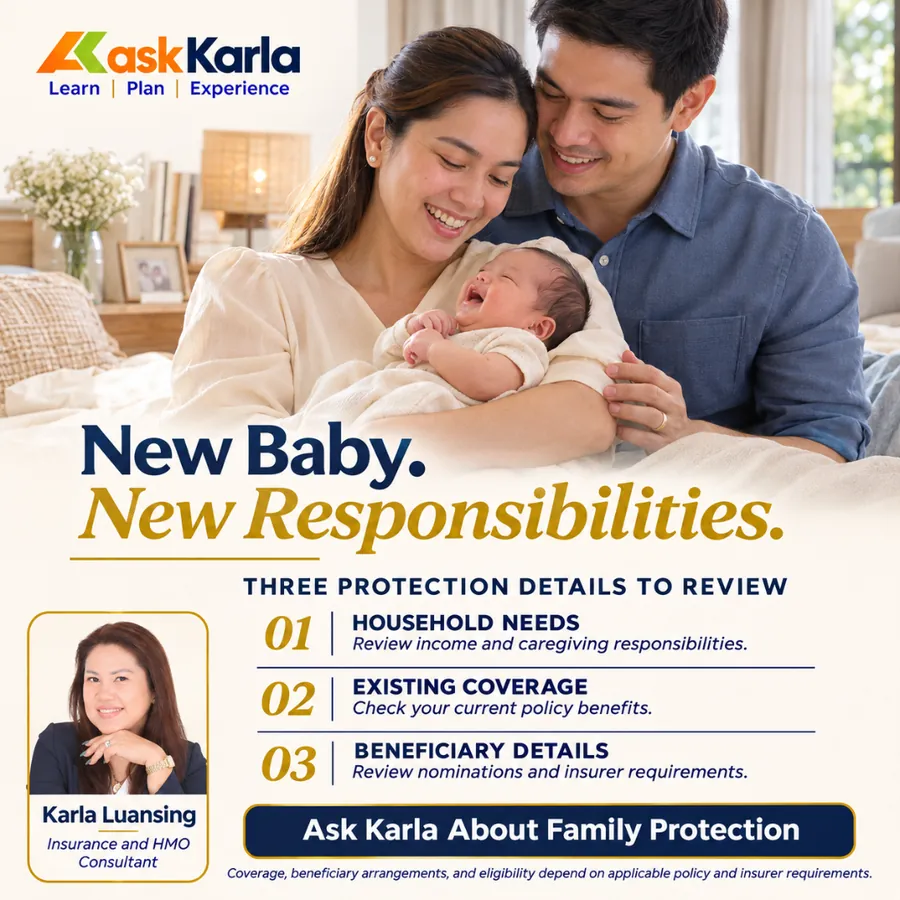 askKarla
Learn | Plan | Experience
New Baby.
New Responsibilities.
THREE PROTECTION DETAILS TO REVIEW
01
HOUSEHOLD NEEDS
Review income and caregiving responsibilities.
02
EXISTING COVERAGE
Check your current policy benefits.
03
BENEFICIARY DETAILS
Review nominations and insurer requirements.
Karla Luansing
Insurance and HMO
Consultant
Ask Karla About Family Protection
Coverage, beneficiary arrangements, and eligibility depend on applicable policy and insurer requirements.